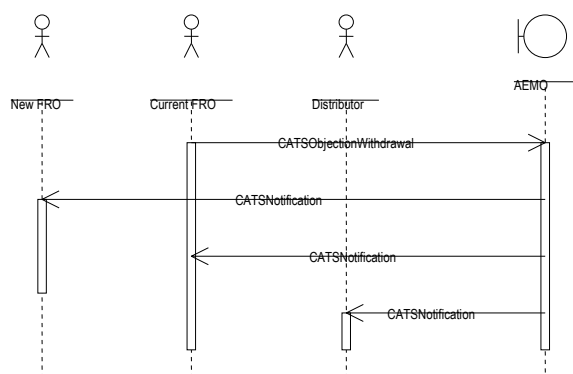 AEMO
New FRO
Current FRO
Distributor
CATSObjectionWithdrawal
CATSNotification
CATSNotification
CATSNotification